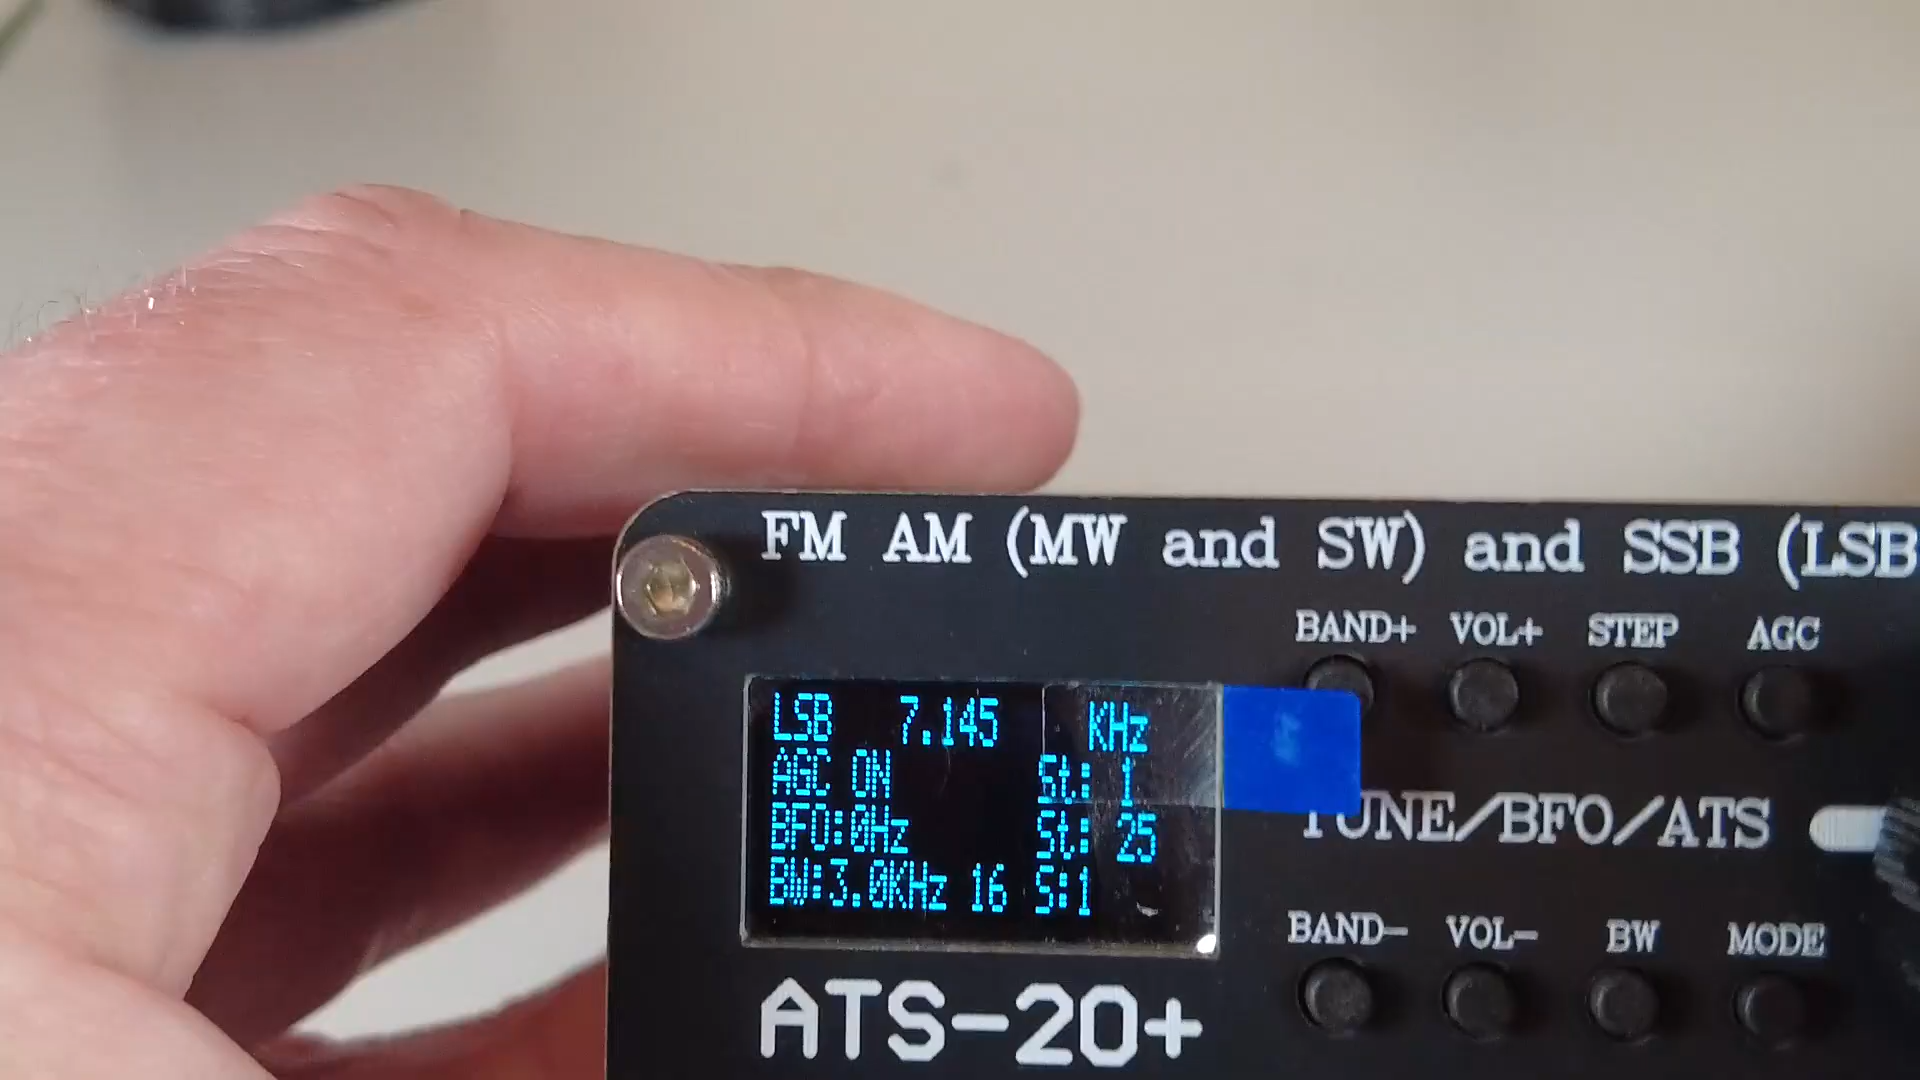 FM AM (MW and SW) and SSB (LSB
BAND+ VOL+ STEP AGC
LSB 7.145 KHz
AGC ON St: 1
BFO:0Hz St: 25
BW:3.0KHz 16 S:1
TUNE/BFO/ATS
BAND- VOL- BW MODE
ATS-20+